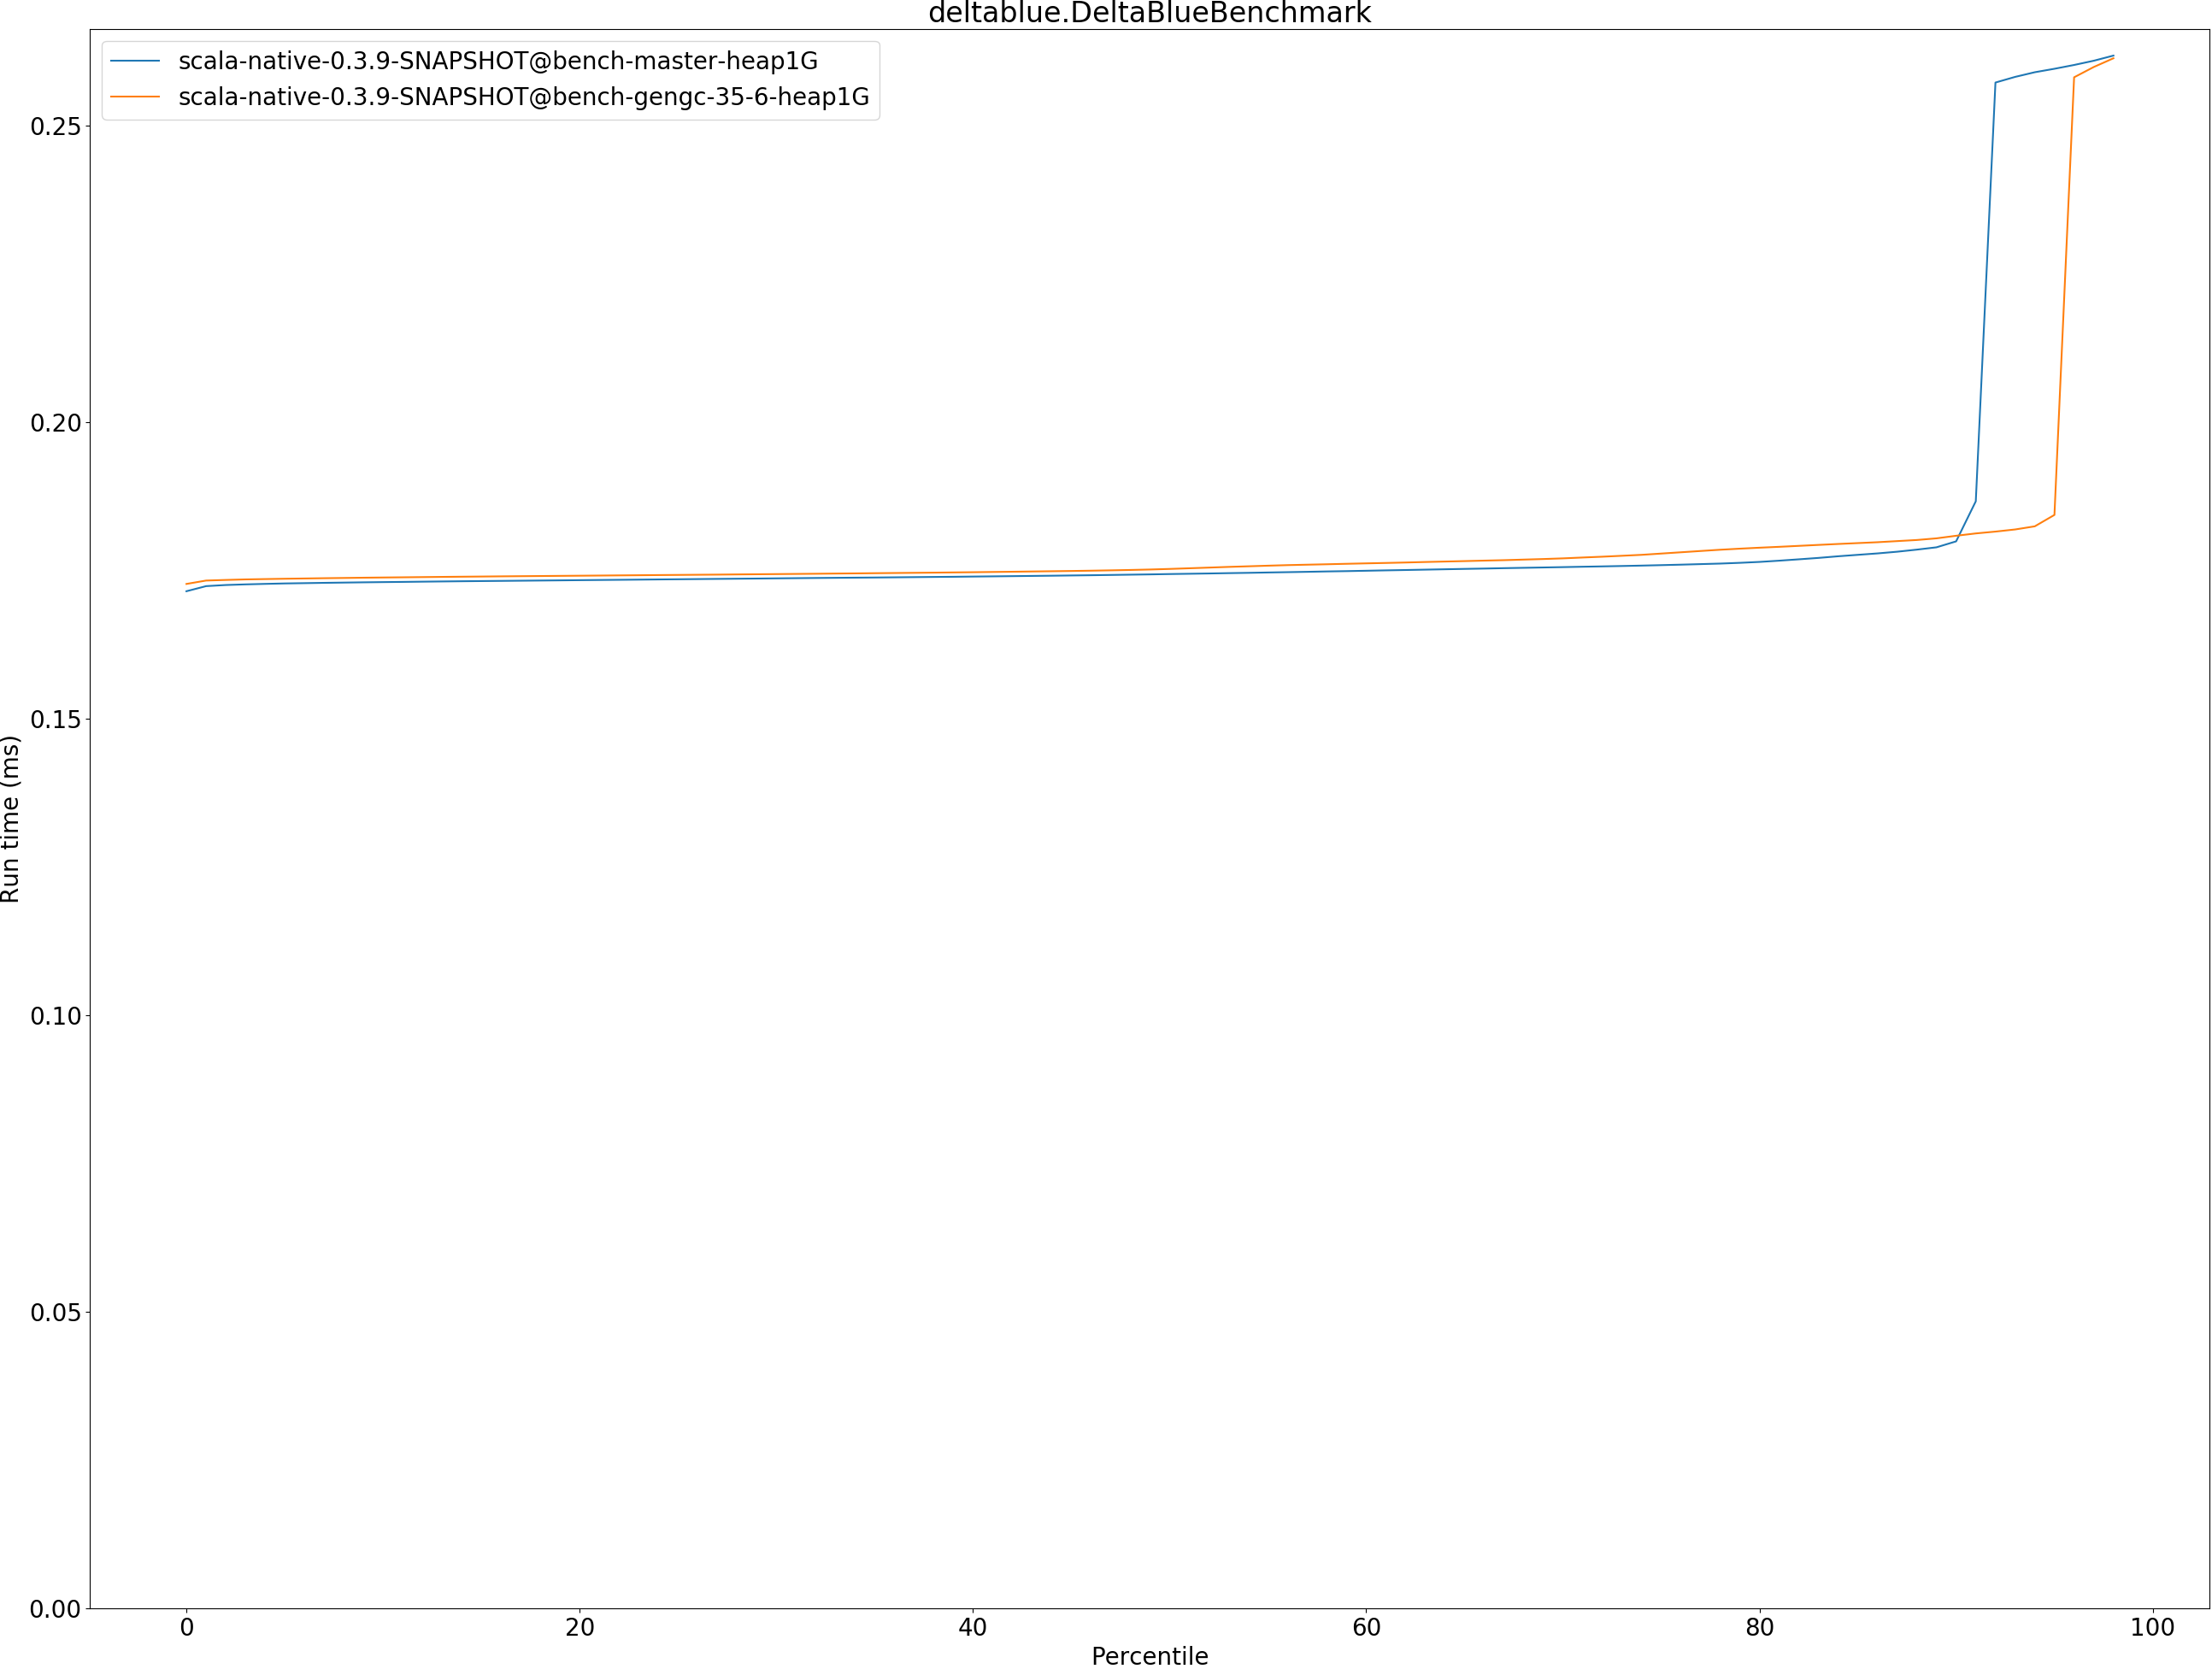 deltablue.DeltaBlueBenchmark
scala-native-0.3.9-SNAPSHOT@bench-master-heap1G
scala-native-0.3.9-SNAPSHOT@bench-gengc-35-6-heap1G
0.25
0.20
0.15
0.10
0.05
0.00
Run time (ms)
0 20 40 60 80 100
Percentile